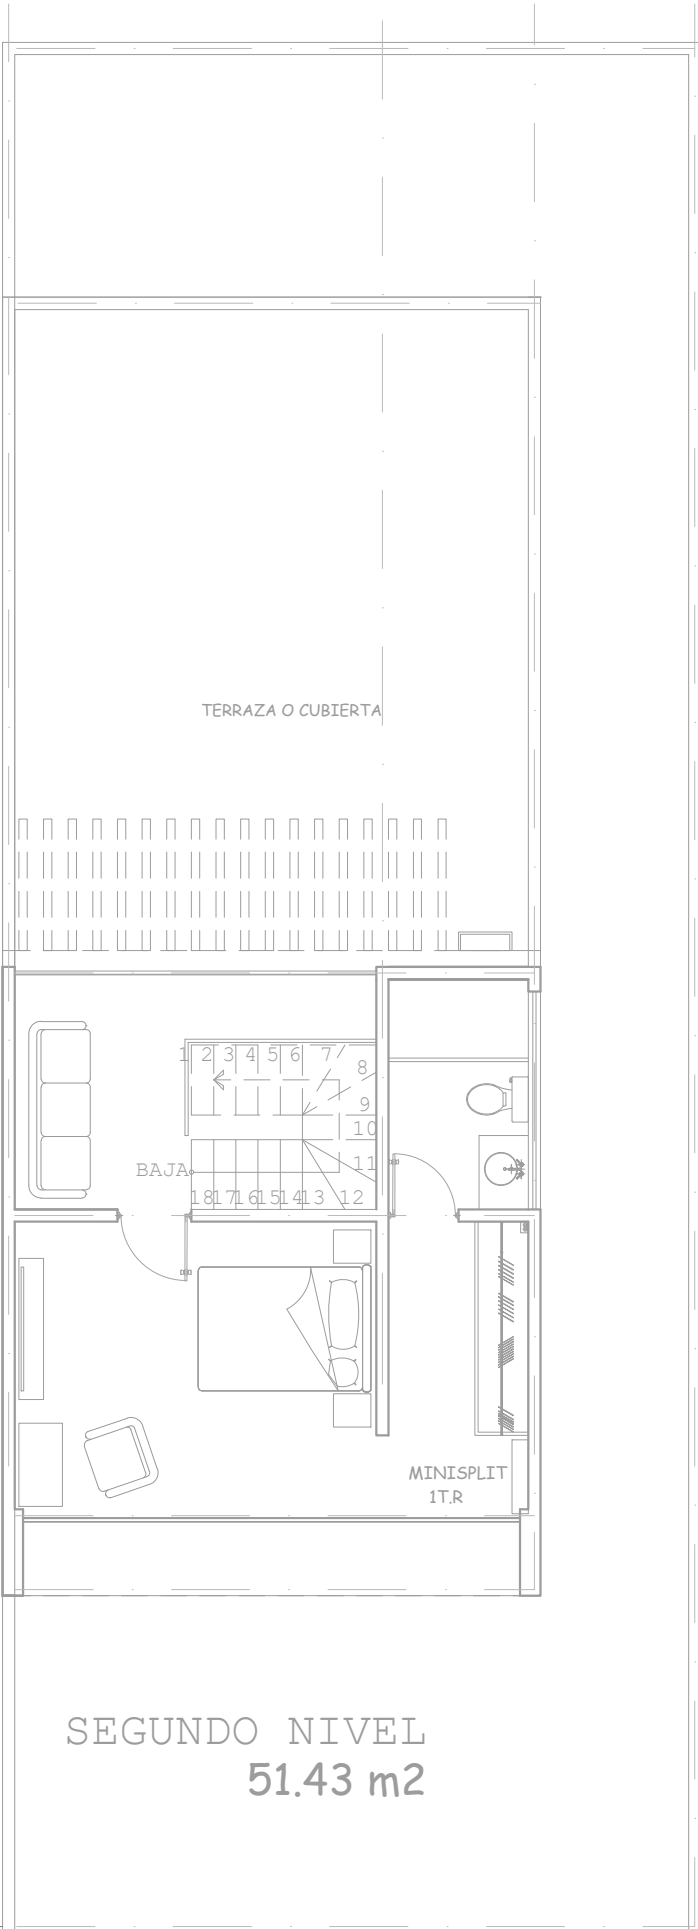 TERRAZA O CUBIERTA
1 2 3 4 5 6 7
8
9
10
11
BAJA
18 17 16 15 14 13 12
MINISPLIT
1T.R
SEGUNDO NIVEL
51.43 m2